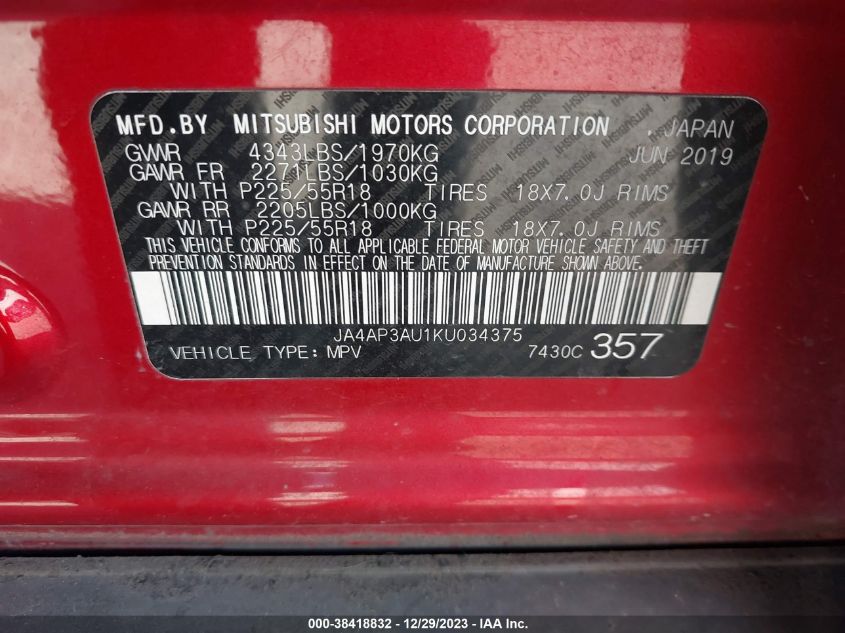 MFD.BY MITSUBISHI MOTORS CORPORATION . JAPAN
GVWR 4343LBS/1970KG JUN 2019
GAWR FR 2271LBS/1030KG
WITH P225/55R18 TIRES 18X7.0J RIMS
GAWR RR 2205LBS/1000KG
WITH P225/55R18 TIRES 18X7.0J RIMS
THIS VEHICLE CONFORMS TO ALL APPLICABLE FEDERAL MOTOR VEHICLE SAFETY AND THEFT
PREVENTION STANDARDS IN EFFECT ON THE DATE OF MANUFACTURE SHOWN ABOVE.
JA4AP3AU1KU034375
VEHICLE TYPE: MPV 7430C 357
000-38418832 - 12/29/2023 - IAA Inc.